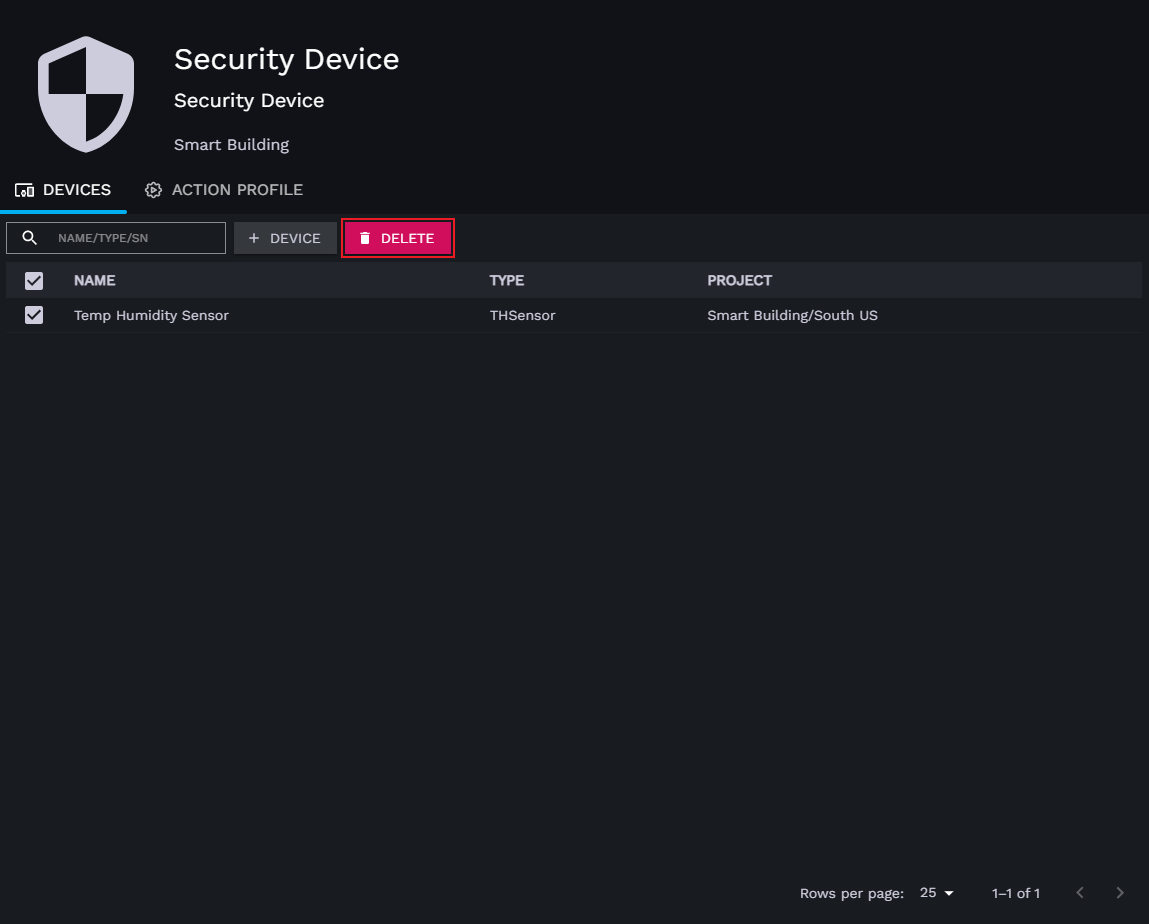 Security Device
Security Device
Smart Building
DEVICES ACTION PROFILE
NAME/TYPE/SN + DEVICE DELETE
NAME TYPE PROJECT
Temp Humidity Sensor THSensor Smart Building/South US
Rows per page: 25 1–1 of 1